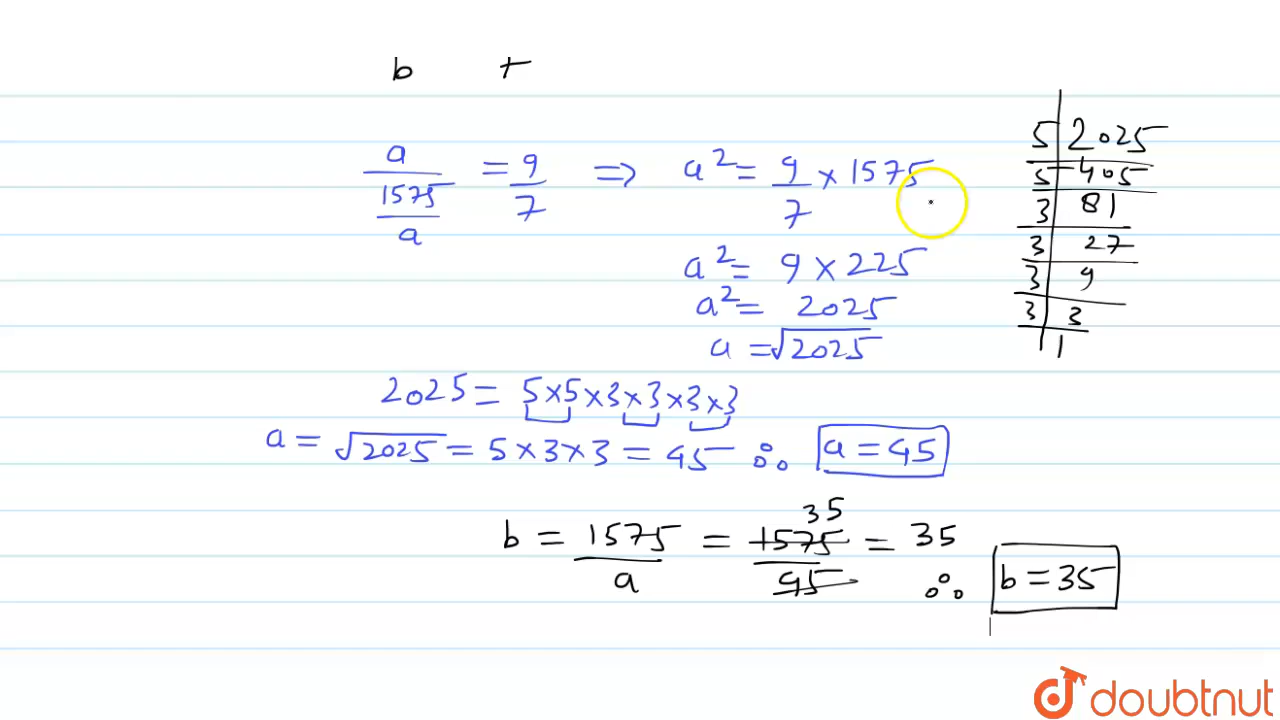 b 7
a/(1575/a) = 9/7 ⇒ a² = 9/7 × 1575
a² = 9 × 225
a² = 2025
a = √2025
2025 = 5×5×3×3×3×3
a = √2025 = 5×3×3 = 45 ∴ a = 45
b = 1575/a = 1575/45 = 35
35
∴ b = 35
5 | 2025
5 | 405
3 | 81
3 | 27
3 | 9
3 | 3
1
doubtnut